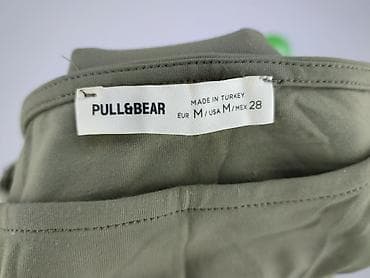 PULL&BEAR
MADE IN TURKEY
EUR M / USA M / MEX 28